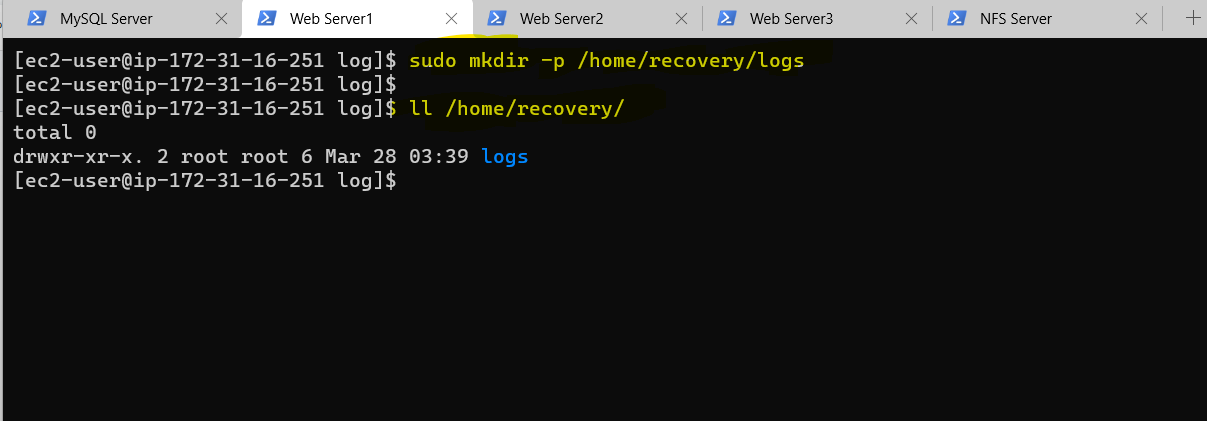 MySQL Server
Web Server1
Web Server2
Web Server3
NFS Server
[ec2-user@ip-172-31-16-251 log]$ sudo mkdir -p /home/recovery/logs
[ec2-user@ip-172-31-16-251 log]$
[ec2-user@ip-172-31-16-251 log]$ ll /home/recovery/
total 0
drwxr-xr-x. 2 root root 6 Mar 28 03:39 logs
[ec2-user@ip-172-31-16-251 log]$